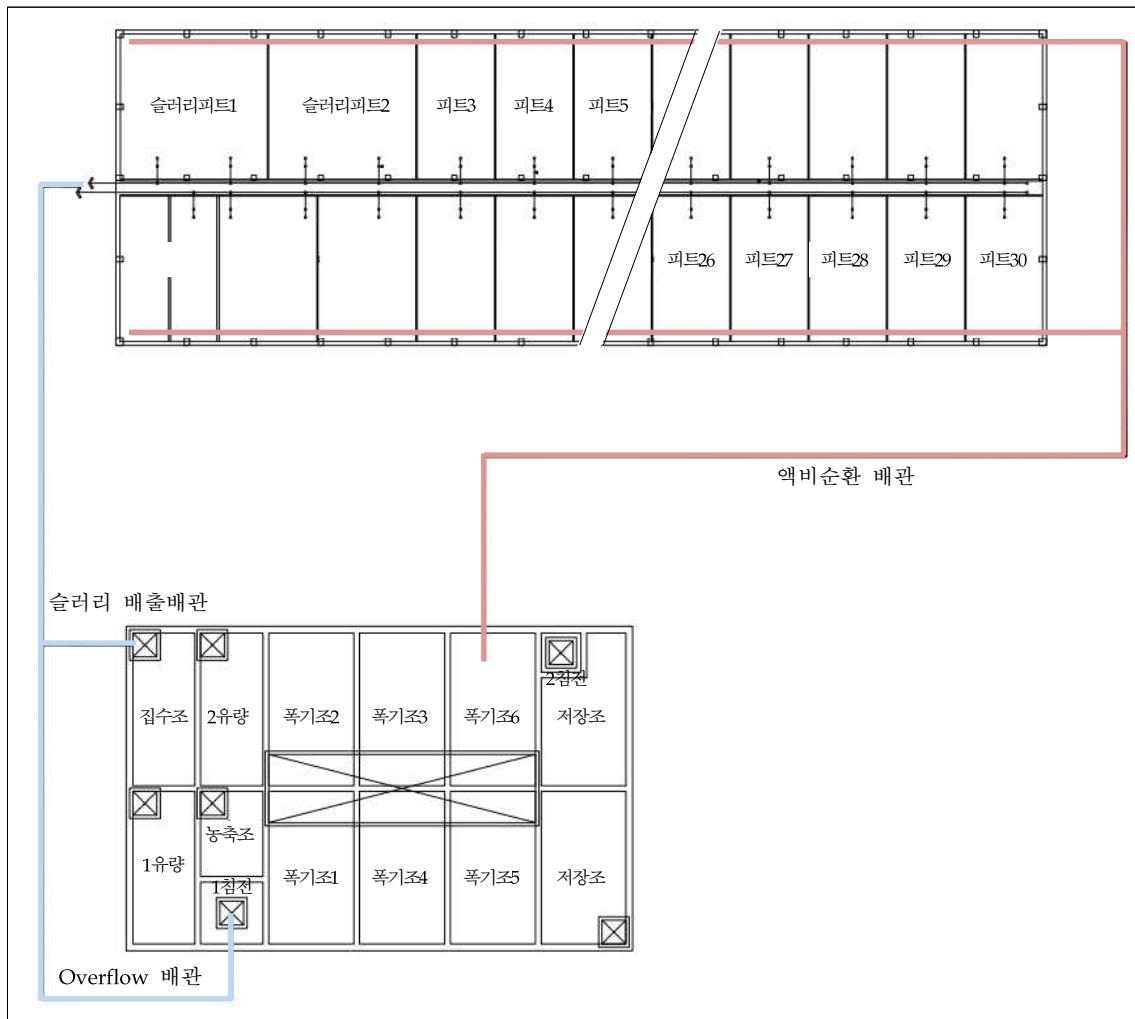 슬러리피트1 슬러리피트2 피트3 피트4 피트5
피트26 피트27 피트28 피트29 피트30
액비순환 배관
슬러리 배출배관
2침전
집수조 2유량 폭기조2 폭기조3 폭기조6 저장조
농축조
1유량 폭기조1 폭기조4 폭기조5 저장조
1침전
Overflow 배관